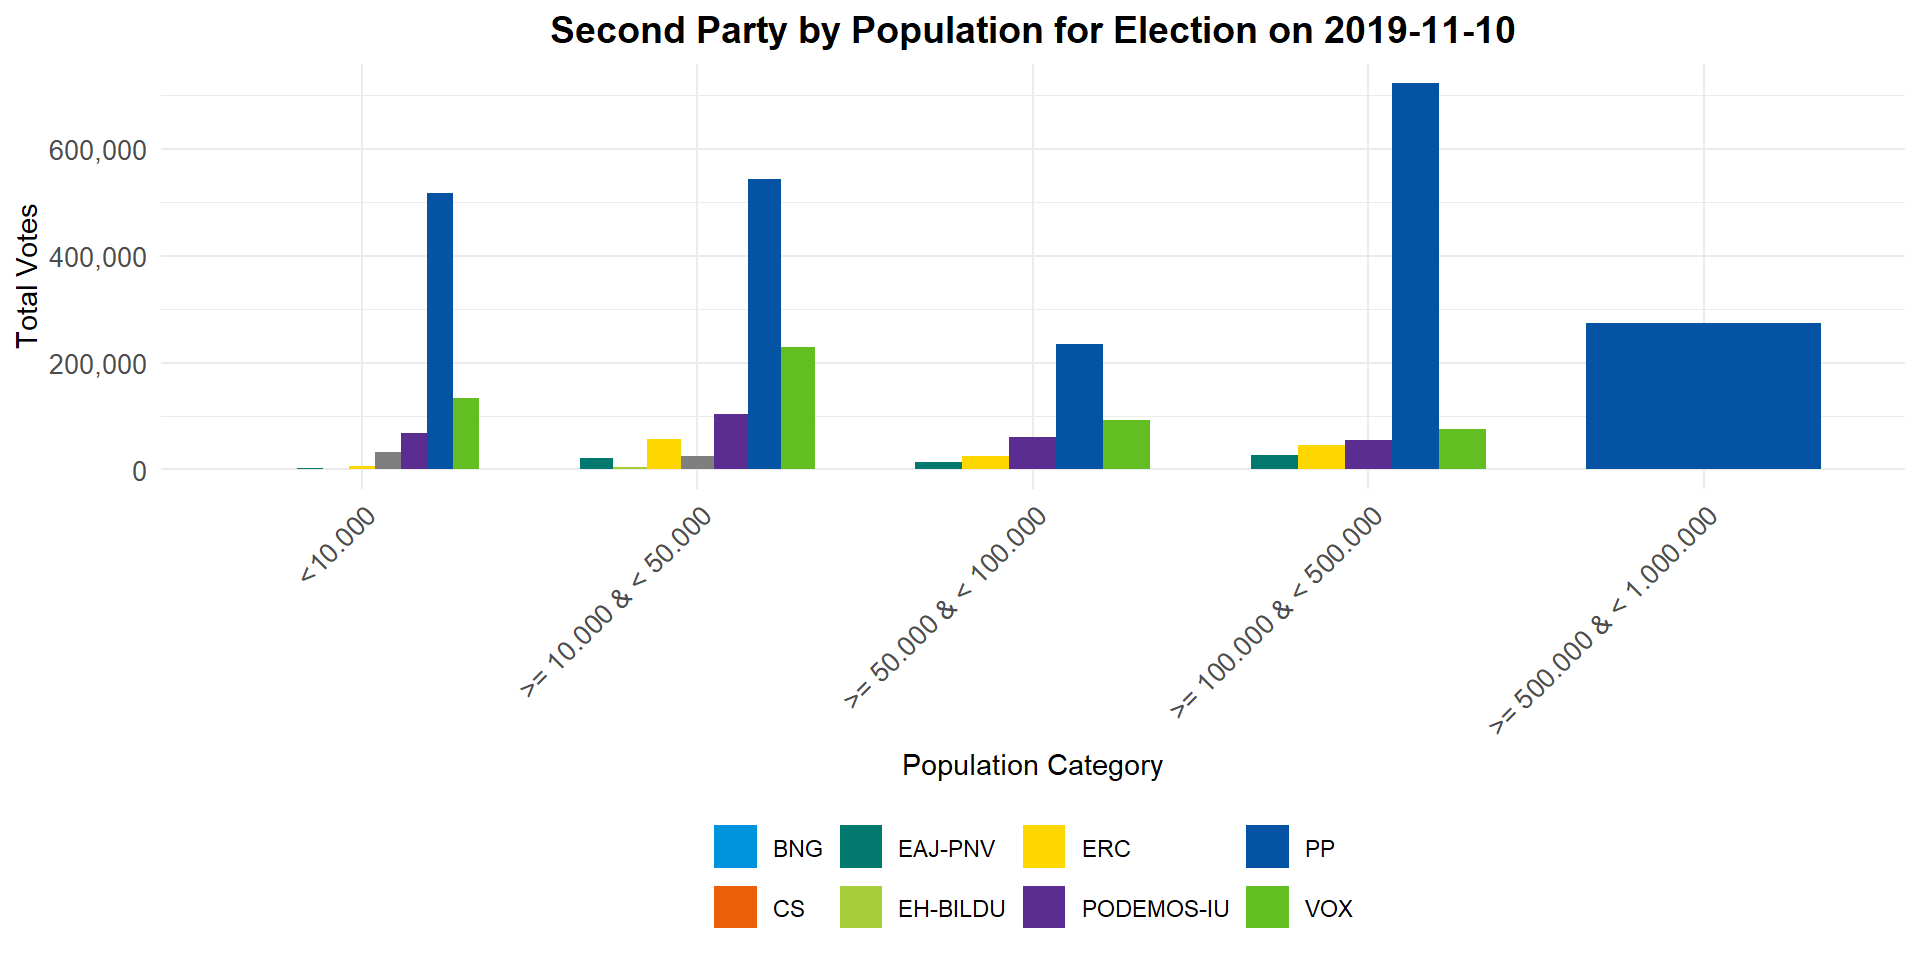 Second Party by Population for Election on 2019-11-10
Total Votes
600,000
400,000
200,000
0
<10.000
>= 10.000 & < 50.000
>= 50.000 & < 100.000
>= 100.000 & < 500.000
>= 500.000 & < 1.000.000
Population Category
BNG
EAJ-PNV
ERC
PP
CS
EH-BILDU
PODEMOS-IU
VOX